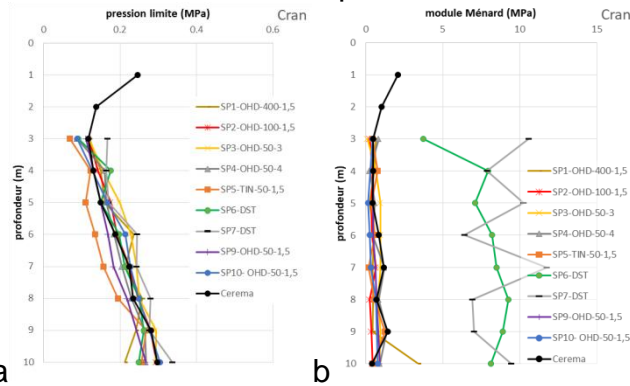 pression limite (MPa) Cran
0 0.2 0.4 0.6
0
1
2
3
4
5
6
7
8
9
10
profondeur (m)
SP1-OHD-400-1,5
SP2-OHD-100-1,5
SP3-OHD-50-3
SP4-OHD-50-4
SP5-TIN-50-1,5
SP6-DST
SP7-DST
SP9-OHD-50-1,5
SP10- OHD-50-1,5
Cerema
a
module Ménard (MPa) Cran
0 5 10 15
0
1
2
3
4
5
6
7
8
9
10
profondeur (m)
SP1-OHD-400-1,5
SP2-OHD-100-1,5
SP3-OHD-50-3
SP4-OHD-50-4
SP5-TIN-50-1,5
SP6-DST
SP7-DST
SP9-OHD-50-1,5
SP10- OHD-50-1,5
Cerema
b